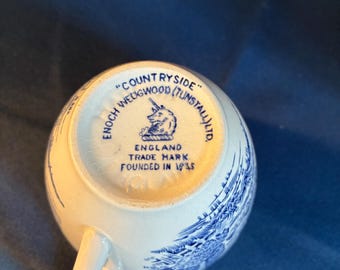 "COUNTRYSIDE"
ENOCH WEDGWOOD (TUNSTALL) LTD.
ENGLAND
TRADE MARK
FOUNDED IN 1835